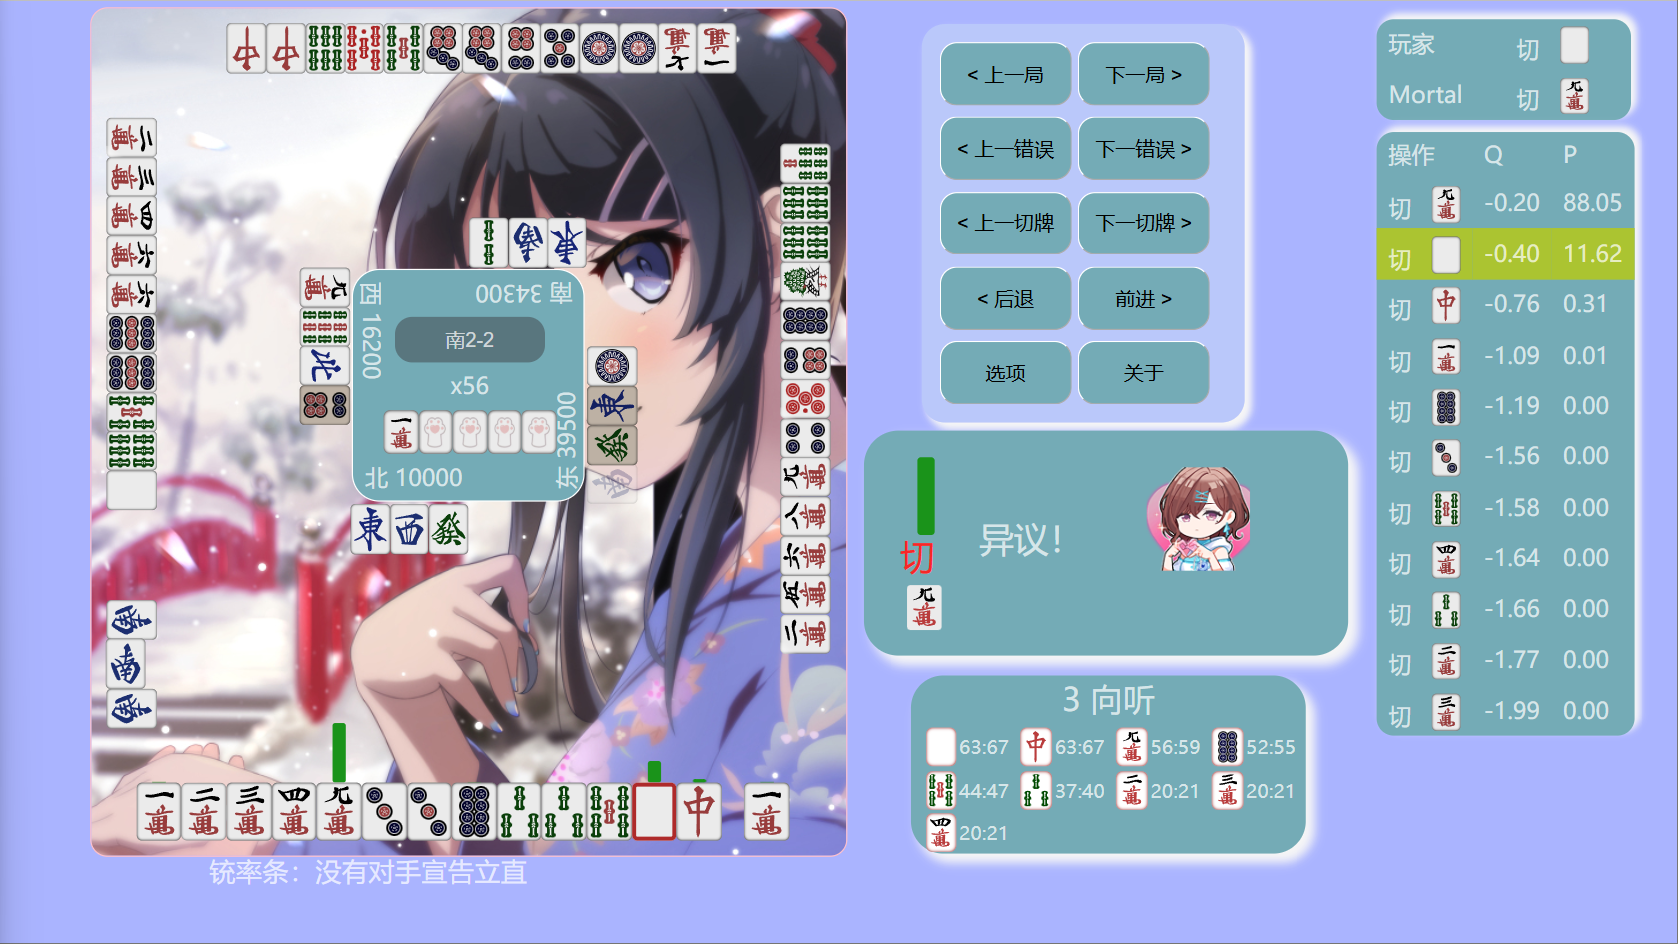 南 34300
西 16200
南2-2
x56
东 39500
北 10000
铳率条：没有对手宣告立直
< 上一局
下一局 >
< 上一错误
下一错误 >
< 上一切牌
下一切牌 >
< 后退
前进 >
选项
关于
切
异议！
3 向听
63:67 63:67 56:59 52:55
44:47 37:40 20:21 20:21
20:21
玩家 切
Mortal 切
操作 Q P
切 -0.20 88.05
切 -0.40 11.62
切 -0.76 0.31
切 -1.09 0.01
切 -1.19 0.00
切 -1.56 0.00
切 -1.58 0.00
切 -1.64 0.00
切 -1.66 0.00
切 -1.77 0.00
切 -1.99 0.00